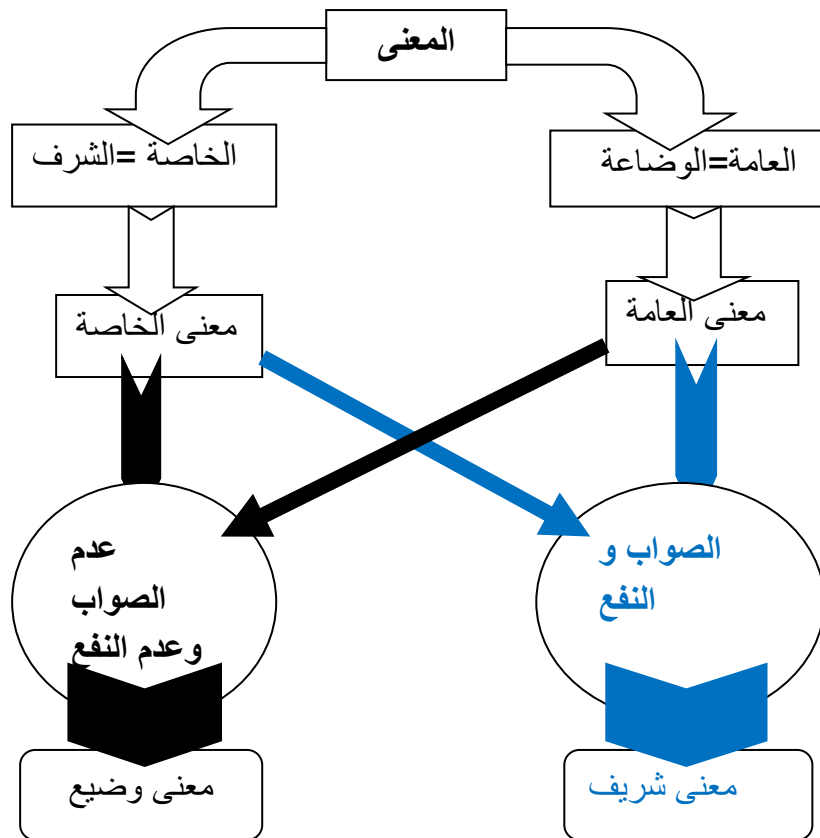 المعنى
العامة=الوضاعة
الخاصة =الشرف
معنى العامة
معنى الخاصة
الصواب و
النفع
عدم
الصواب
وعدم النفع
معنى شريف
معنى وضيع